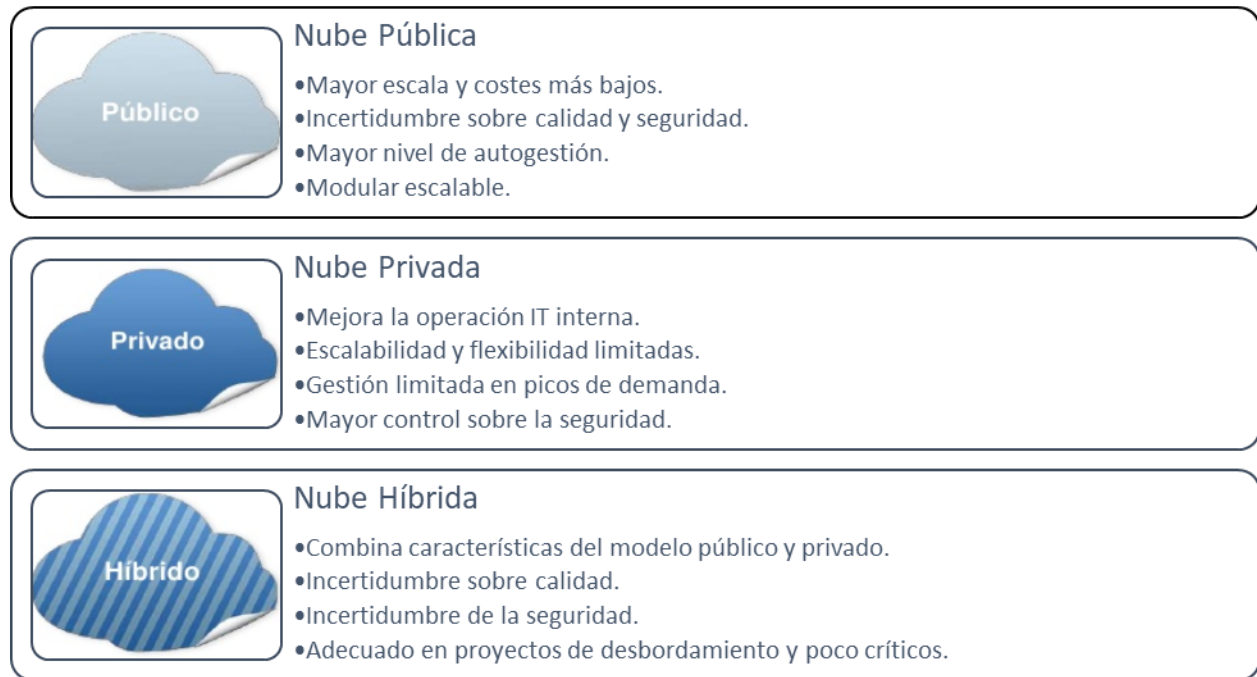 Público
Nube Pública
•Mayor escala y costes más bajos.
•Incertidumbre sobre calidad y seguridad.
•Mayor nivel de autogestión.
•Modular escalable.
Privado
Nube Privada
•Mejora la operación IT interna.
•Escalabilidad y flexibilidad limitadas.
•Gestión limitada en picos de demanda.
•Mayor control sobre la seguridad.
Híbrido
Nube Híbrida
•Combina características del modelo público y privado.
•Incertidumbre sobre calidad.
•Incertidumbre de la seguridad.
•Adecuado en proyectos de desbordamiento y poco críticos.